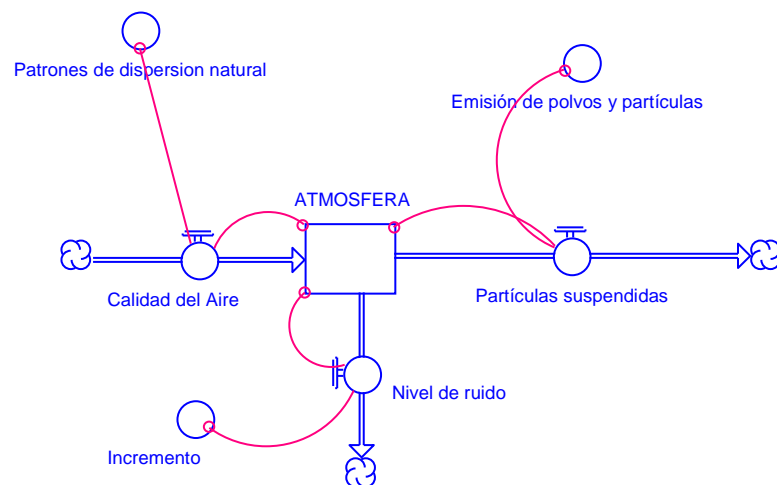 Patrones de dispersion natural
Emisión de polvos y partículas
ATMOSFERA
Calidad del Aire
Partículas suspendidas
Nivel de ruido
Incremento